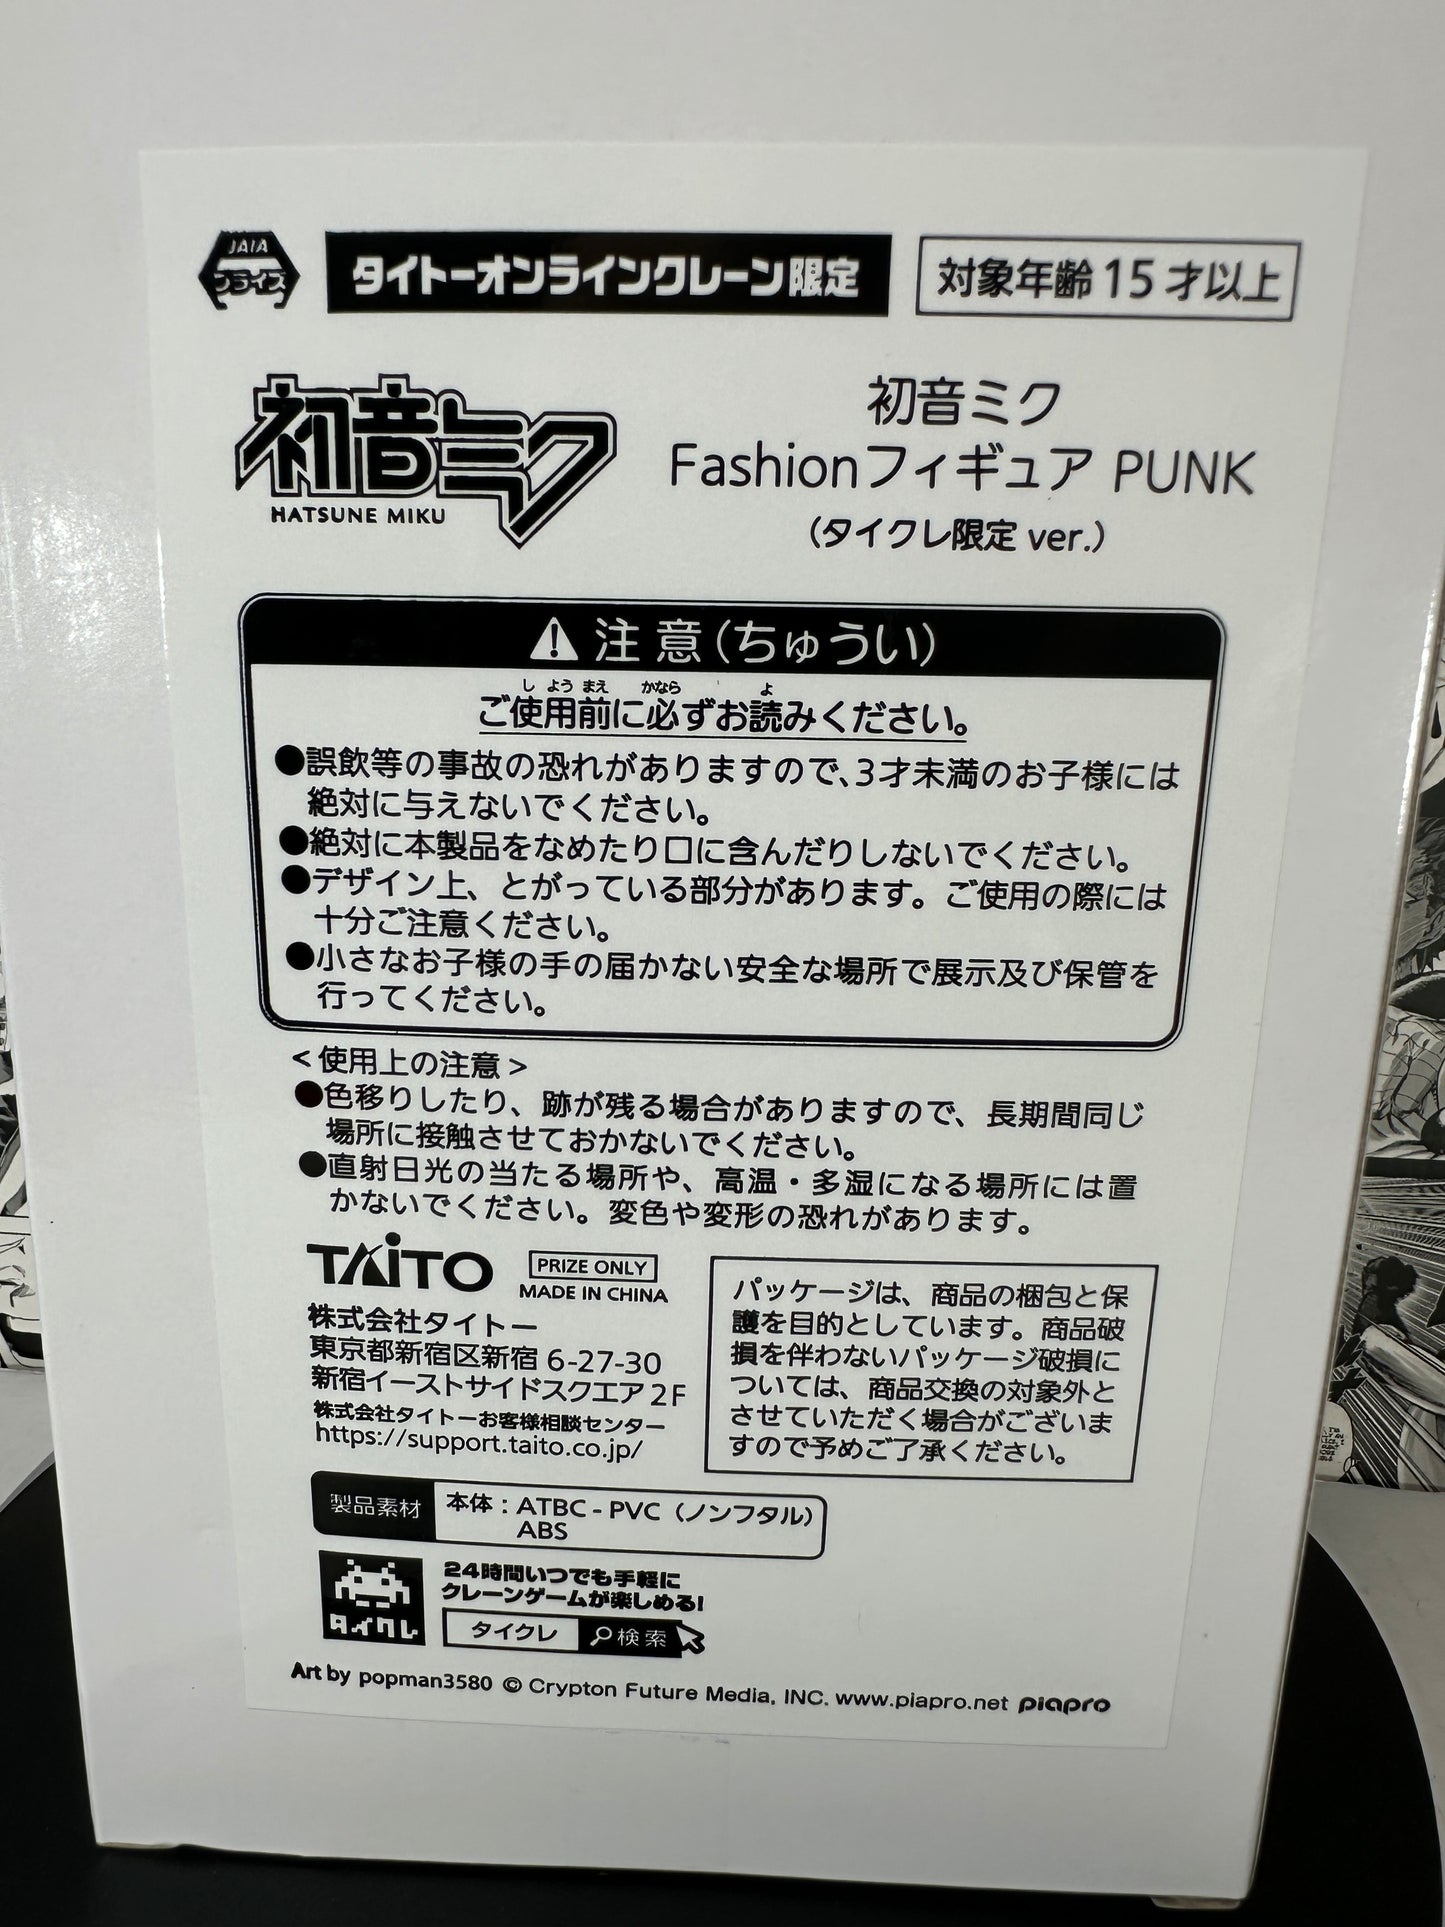 JAIA
プライズ
タイトーオンラインクレーン限定
対象年齢 15 才以上
初音ミク
HATSUNE MIKU
初音ミク
Fashionフィギュア PUNK
（タイクレ限定 ver.）
注 意（ちゅうい）
し よう まえ かなら よ
ご使用前に必ずお読みください。
●誤飲等の事故の恐れがありますので、3才未満のお子様には
絶対に与えないでください。
●絶対に本製品をなめたり口に含んだりしないでください。
●デザイン上、とがっている部分があります。ご使用の際には
十分ご注意ください。
●小さなお子様の手の届かない安全な場所で展示及び保管を
行ってください。
＜使用上の注意＞
●色移りしたり、跡が残る場合がありますので、長期間同じ
場所に接触させておかないでください。
●直射日光の当たる場所や、高温・多湿になる場所には置
かないでください。変色や変形の恐れがあります。
TAiTO
PRIZE ONLY
MADE IN CHINA
株式会社タイトー
東京都新宿区新宿 6-27-30
新宿イーストサイドスクエア 2F
株式会社タイトーお客様相談センター
https://support.taito.co.jp/
パッケージは、商品の梱包と保
護を目的としています。商品破
損を伴わないパッケージ破損に
ついては、商品交換の対象外と
させていただく場合がございま
すので予めご了承ください。
製品素材
本体：ATBC - PVC（ノンフタル）
ABS
タイクレ
24時間いつでも手軽に
クレーンゲームが楽しめる!
タイクレ 検索
Art by popman3580 © Crypton Future Media, INC. www.piapro.net piapro